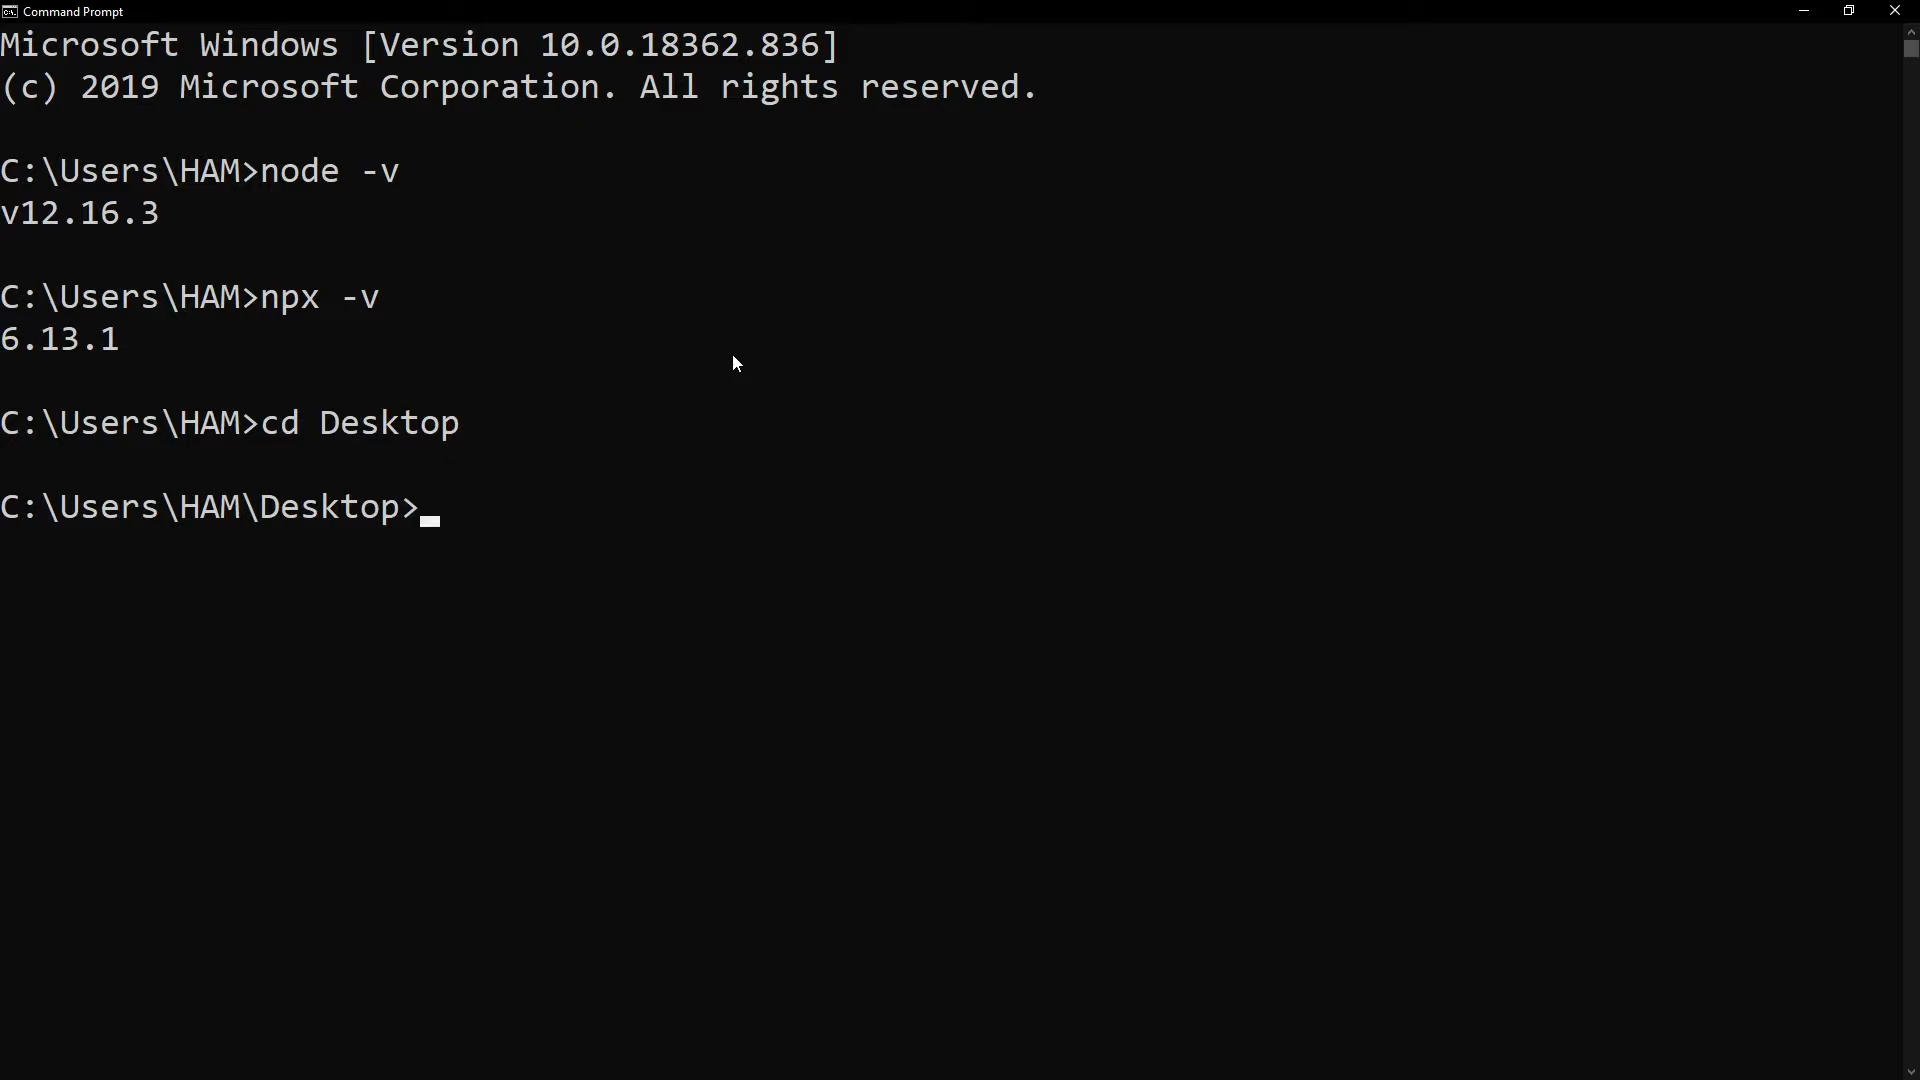 Command Prompt
Microsoft Windows [Version 10.0.18362.836]
(c) 2019 Microsoft Corporation. All rights reserved.
C:\Users\HAM>node -v
v12.16.3
C:\Users\HAM>npx -v
6.13.1
C:\Users\HAM>cd Desktop
C:\Users\HAM\Desktop>